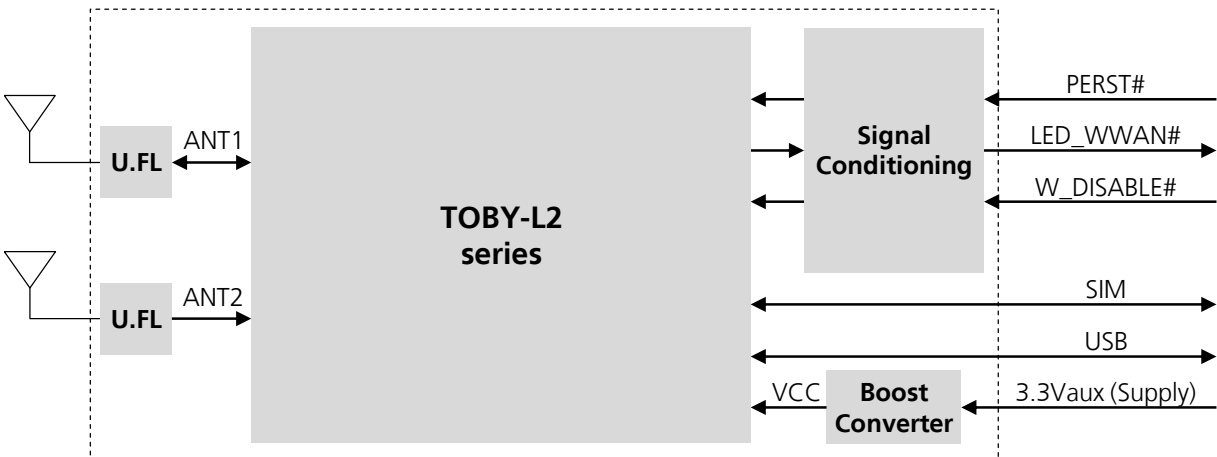 U.FL
ANT1
U.FL
ANT2
TOBY-L2
series
Signal
Conditioning
PERST#
LED_WWAN#
W_DISABLE#
SIM
USB
VCC
Boost
Converter
3.3Vaux (Supply)